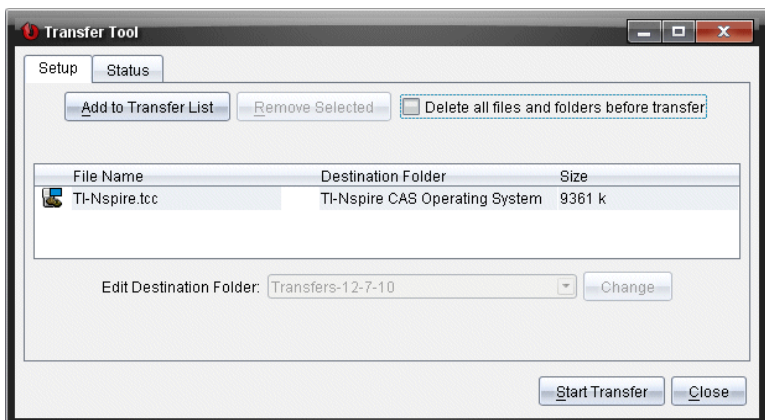 Transfer Tool
Setup Status
Add to Transfer List Remove Selected Delete all files and folders before transfer
File Name Destination Folder Size
TI-Nspire.tcc TI-Nspire CAS Operating System 9361 k
Edit Destination Folder: Transfers-12-7-10 Change
Start Transfer Close